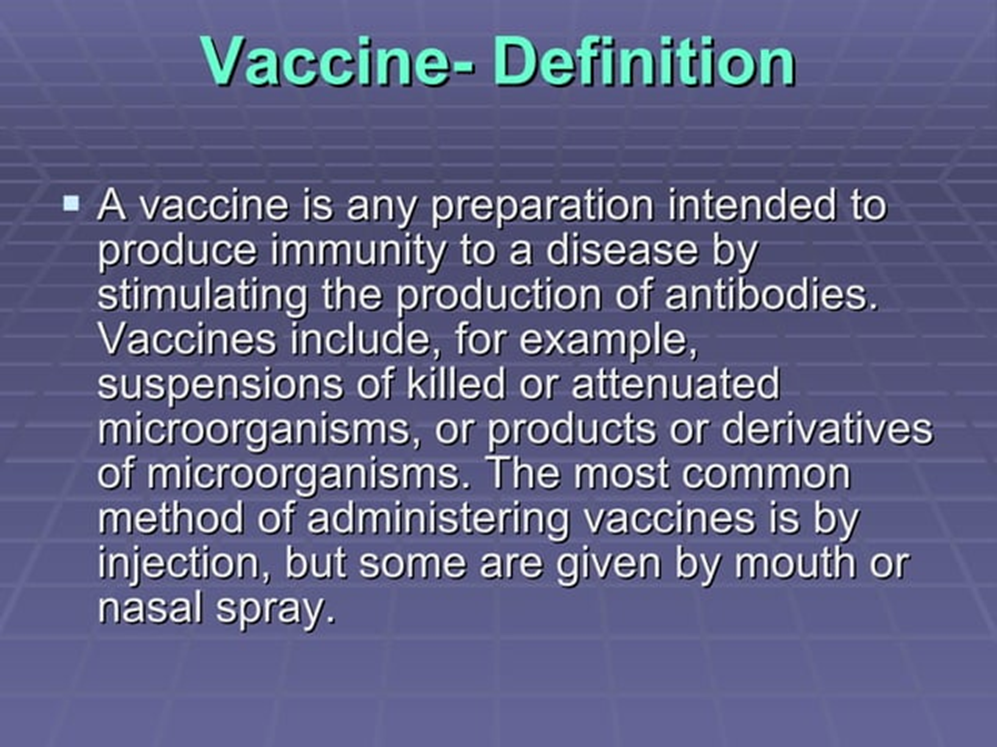 Vaccine- Definition
A vaccine is any preparation intended to
produce immunity to a disease by
stimulating the production of antibodies.
Vaccines include, for example,
suspensions of killed or attenuated
microorganisms, or products or derivatives
of microorganisms. The most common
method of administering vaccines is by
injection, but some are given by mouth or
nasal spray.